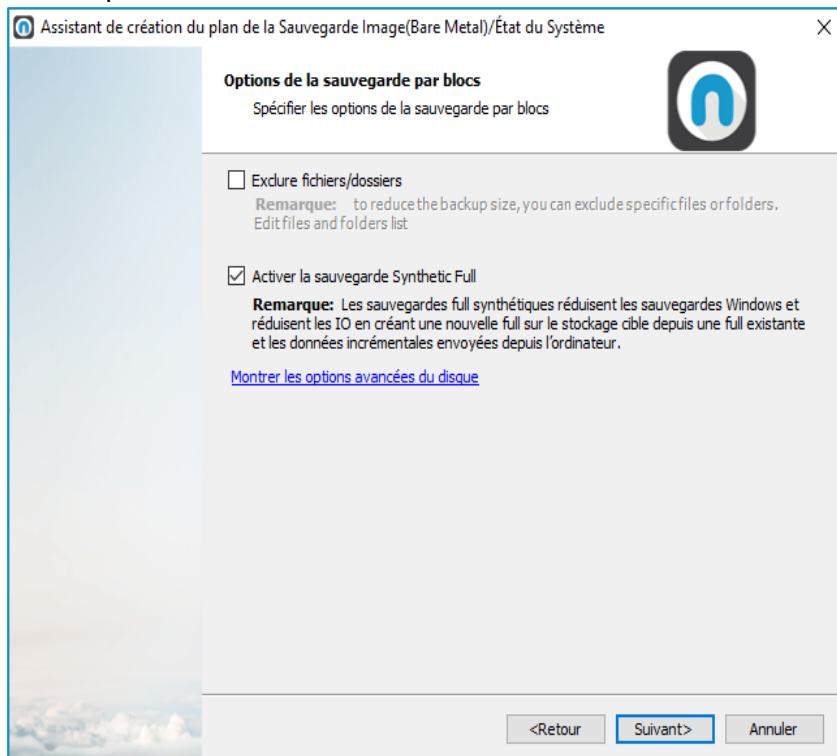 Assistant de création du plan de la Sauvegarde Image(Bare Metal)/État du Système
Options de la sauvegarde par blocs
Spécifier les options de la sauvegarde par blocs
Exclure fichiers/dossiers
Remarque: to reduce the backup size, you can exclude specific files or folders.
Edit files and folders list
Activer la sauvegarde Synthetic Full
Remarque: Les sauvegardes full synthétiques réduisent les sauvegardes Windows et
réduisent les IO en créant une nouvelle full sur le stockage cible depuis une full existante
et les données incrémentales envoyées depuis l'ordinateur.
Montrer les options avancées du disque
<Retour Suivant> Annuler